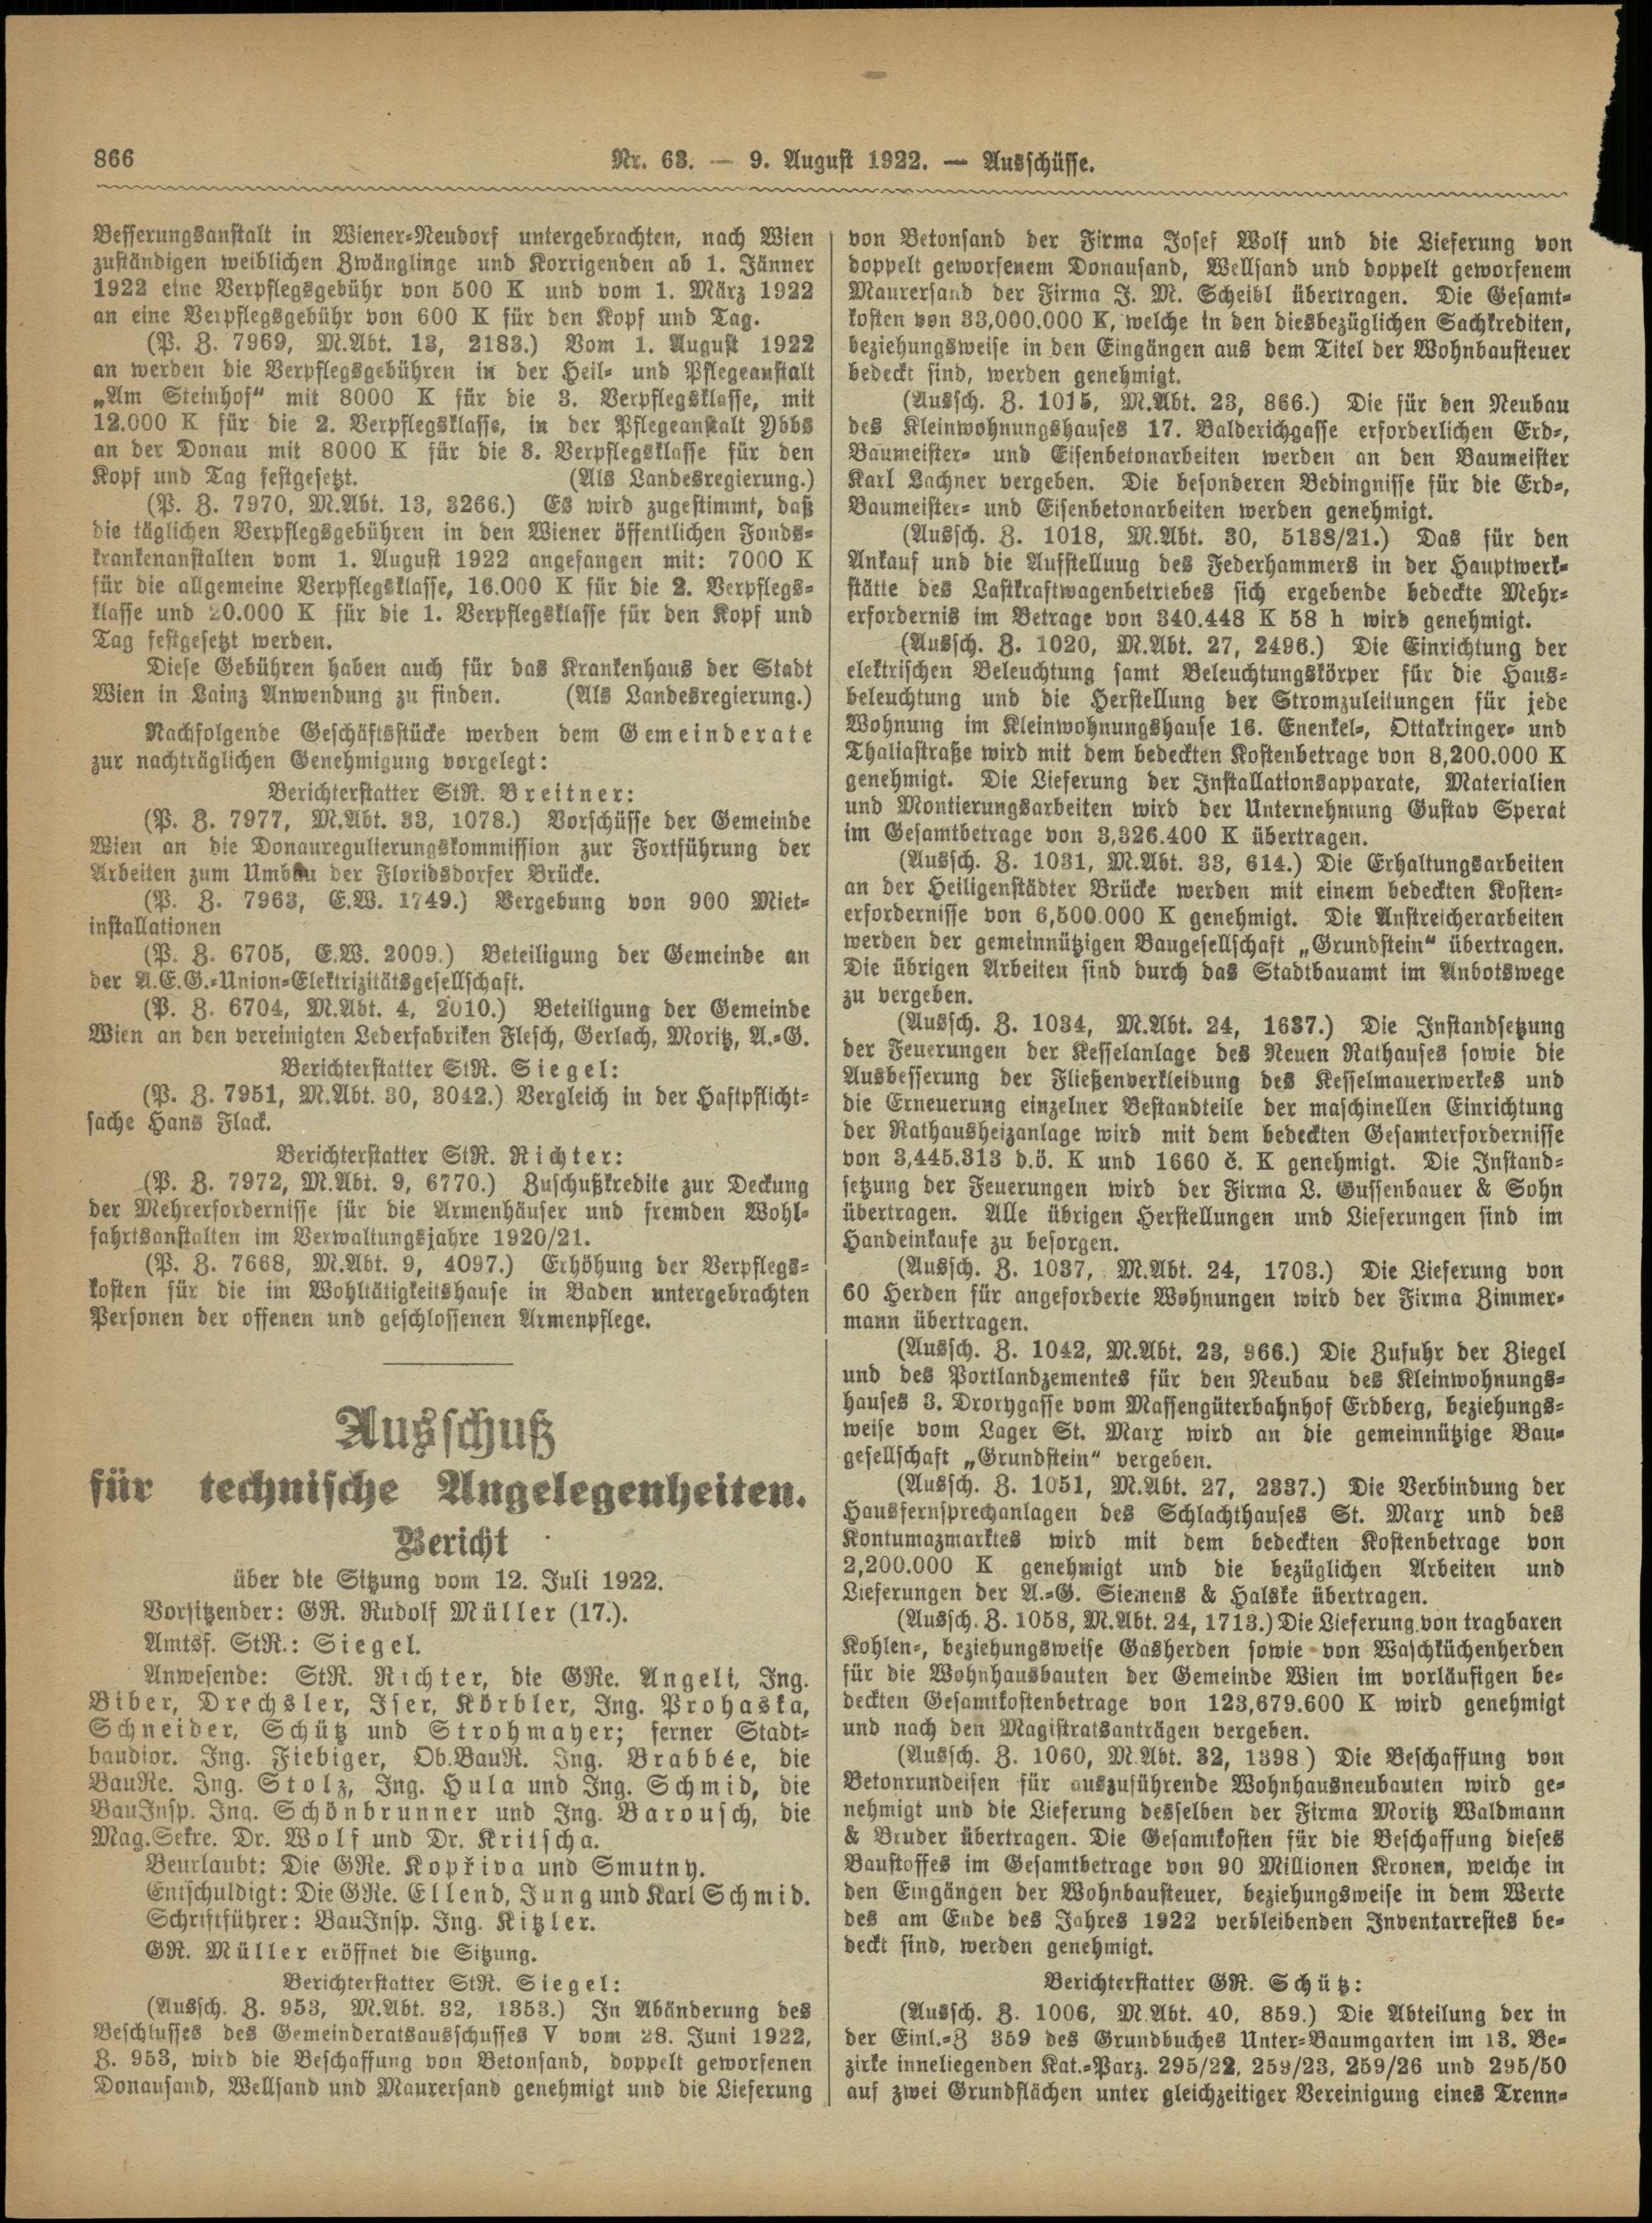 866
Nr. 63. — 9. August 1922. — Ausschüsse.
Besserungsanstalt in Wiener-Neudorf untergebrachten, nach Wien
zuständigen weiblichen Zwänglinge und Korrigenden ab 1. Jänner
1922 eine Verpflegsgebühr von 500 K und vom 1. März 1922
an eine Verpflegsgebühr von 600 K für den Kopf und Tag.
(P. Z. 7969, M.Abt. 13, 2183.) Vom 1. August 1922
an werden die Verpflegsgebühren in der Heil- und Pflegeanstalt
„Am Steinhof“ mit 8000 K für die 3. Verpflegsklasse, mit
12.000 K für die 2. Verpflegsklasse, in der Pflegeanstalt Ybbs
an der Donau mit 8000 K für die 3. Verpflegsklasse für den
Kopf und Tag festgesetzt. (Als Landesregierung.)
(P. Z. 7970, M.Abt. 13, 3266.) Es wird zugestimmt, daß
die täglichen Verpflegsgebühren in den Wiener öffentlichen Fonds-
krankenanstalten vom 1. August 1922 angefangen mit: 7000 K
für die allgemeine Verpflegsklasse, 16.000 K für die 2. Verpflegs-
klasse und 20.000 K für die 1. Verpflegsklasse für den Kopf und
Tag festgesetzt werden.
Diese Gebühren haben auch für das Krankenhaus der Stadt
Wien in Lainz Anwendung zu finden. (Als Landesregierung.)
Nachfolgende Geschäftsstücke werden dem Gemeinderate
zur nachträglichen Genehmigung vorgelegt:
Berichterstatter StR. Breitner:
(P. Z. 7977, M.Abt. 33, 1078.) Vorschüsse der Gemeinde
Wien an die Donauregulierungskommission zur Fortführung der
Arbeiten zum Umbau der Floridsdorfer Brücke.
(P. Z. 7963, E.W. 1749.) Vergebung von 900 Miet-
installationen
(P. Z. 6705, E.W. 2009.) Beteiligung der Gemeinde an
der A.E.G.-Union-Elektrizitätsgesellschaft.
(P. Z. 6704, M.Abt. 4, 2010.) Beteiligung der Gemeinde
Wien an den vereinigten Lederfabriken Flesch, Gerlach, Moritz, A.-G.
Berichterstatter StR. Siegel:
(P. Z. 7951, M.Abt. 30, 3042.) Vergleich in der Haftpflicht-
sache Hans Flack.
Berichterstatter StR. Richter:
(P. Z. 7972, M.Abt. 9, 6770.) Zuschußkredite zur Deckung
der Mehrerfordernisse für die Armenhäuser und fremden Wohl-
fahrtsanstalten im Verwaltungsjahre 1920/21.
(P. Z. 7668, M.Abt. 9, 4097.) Erhöhung der Verpflegs-
kosten für die im Wohltätigkeitshause in Baden untergebrachten
Personen der offenen und geschlossenen Armenpflege.
Ausschuß
für technische Angelegenheiten.
Bericht
über die Sitzung vom 12. Juli 1922.
Vorsitzender: GR. Rudolf Müller (17.).
Amtsf. StR.: Siegel.
Anwesende: StR. Richter, die GRe. Angeli, Ing.
Biber, Drechsler, Iser, Körbler, Ing. Prohaska,
Schneider, Schütz und Strohmayer; ferner Stadt-
baudior. Ing. Fiebiger, Ob.BauR. Ing. Brabbée, die
BauRe. Ing. Stolz, Ing. Hula und Ing. Schmid, die
BauInsp. Ing. Schönbrunner und Ing. Barousch, die
Mag.Sekre. Dr. Wolf und Dr. Kritscha.
Beurlaubt: Die GRe. Kopřiva und Smutny.
Entschuldigt: Die GRe. Ellend, Jung und Karl Schmid.
Schriftführer: BauInsp. Ing. Kitzler.
GR. Müller eröffnet die Sitzung.
Berichterstatter StR. Siegel:
(Aussch. Z. 953, M.Abt. 32, 1353.) In Abänderung des
Beschlusses des Gemeinderatsausschusses V vom 28. Juni 1922,
Z. 953, wird die Beschaffung von Betonsand, doppelt geworfenen
Donausand, Wellsand und Maurersand genehmigt und die Lieferung
von Betonsand der Firma Josef Wolf und die Lieferung von
doppelt geworfenem Donausand, Wellsand und doppelt geworfenem
Maurersand der Firma J. M. Scheibl übertragen. Die Gesamt-
kosten von 33,000.000 K, welche in den diesbezüglichen Sachkrediten,
beziehungsweise in den Eingängen aus dem Titel der Wohnbausteuer
bedeckt sind, werden genehmigt.
(Aussch. Z. 1015, M.Abt. 23, 866.) Die für den Neubau
des Kleinwohnungshauses 17. Balderichgasse erforderlichen Erd-,
Baumeister- und Eisenbetonarbeiten werden an den Baumeister
Karl Lachner vergeben. Die besonderen Bedingnisse für die Erd-,
Baumeister- und Eisenbetonarbeiten werden genehmigt.
(Aussch. Z. 1018, M.Abt. 30, 5138/21.) Das für den
Ankauf und die Aufstellung des Federhammers in der Hauptwerk-
stätte des Lastkraftwagenbetriebes sich ergebende bedeckte Mehr-
erfordernis im Betrage von 340.448 K 58 h wird genehmigt.
(Aussch. Z. 1020, M.Abt. 27, 2496.) Die Einrichtung der
elektrischen Beleuchtung samt Beleuchtungskörper für die Haus-
beleuchtung und die Herstellung der Stromzuleitungen für jede
Wohnung im Kleinwohnungshause 16. Enenkel-, Ottakringer- und
Thaliastraße wird mit dem bedeckten Kostenbetrage von 8,200.000 K
genehmigt. Die Lieferung der Installationsapparate, Materialien
und Montierungsarbeiten wird der Unternehmung Gustav Sperat
im Gesamtbetrage von 3,326.400 K übertragen.
(Aussch. Z. 1031, M.Abt. 33, 614.) Die Erhaltungsarbeiten
an der Heiligenstädter Brücke werden mit einem bedeckten Kosten-
erfordernisse von 6,500.000 K genehmigt. Die Anstreicherarbeiten
werden der gemeinnützigen Baugesellschaft „Grundstein“ übertragen.
Die übrigen Arbeiten sind durch das Stadtbauamt im Anbotswege
zu vergeben.
(Aussch. Z. 1034, M.Abt. 24, 1637.) Die Instandsetzung
der Feuerungen der Kesselanlage des Neuen Rathauses sowie die
Ausbesserung der Fließenverkleidung des Kesselmauerwerkes und
die Erneuerung einzelner Bestandteile der maschinellen Einrichtung
der Rathausheizanlage wird mit dem bedeckten Gesamterfordernisse
von 3,445.313 d.ö. K und 1660 č. K genehmigt. Die Instand-
setzung der Feuerungen wird der Firma L. Gussenbauer & Sohn
übertragen. Alle übrigen Herstellungen und Lieferungen sind im
Handeinkaufe zu besorgen.
(Aussch. Z. 1037, M.Abt. 24, 1703.) Die Lieferung von
60 Herden für angeforderte Wohnungen wird der Firma Zimmer-
mann übertragen.
(Aussch. Z. 1042, M.Abt. 23, 966.) Die Zufuhr der Ziegel
und des Portlandzementes für den Neubau des Kleinwohnungs-
hauses 3. Drorygasse vom Massengüterbahnhof Erdberg, beziehungs-
weise vom Lager St. Marx wird an die gemeinnützige Bau-
gesellschaft „Grundstein“ vergeben.
(Aussch. Z. 1051, M.Abt. 27, 2337.) Die Verbindung der
Hausfernsprechanlagen des Schlachthauses St. Marx und des
Kontumazmarktes wird mit dem bedeckten Kostenbetrage von
2,200.000 K genehmigt und die bezüglichen Arbeiten und
Lieferungen der A.-G. Siemens & Halske übertragen.
(Aussch. Z. 1058, M.Abt. 24, 1713.) Die Lieferung von tragbaren
Kohlen-, beziehungsweise Gasherden sowie von Waschküchenherden
für die Wohnhausbauten der Gemeinde Wien im vorläufigen be-
deckten Gesamtkostenbetrage von 123,679.600 K wird genehmigt
und nach den Magistratsanträgen vergeben.
(Aussch. Z. 1060, M.Abt. 32, 1398.) Die Beschaffung von
Betonrundeisen für auszuführende Wohnhausneubauten wird ge-
nehmigt und die Lieferung desselben der Firma Moritz Waldmann
& Bruder übertragen. Die Gesamtkosten für die Beschaffung dieses
Baustoffes im Gesamtbetrage von 90 Millionen Kronen, welche in
den Eingängen der Wohnbausteuer, beziehungsweise in dem Werte
des am Ende des Jahres 1922 verbleibenden Inventarrestes be-
deckt sind, werden genehmigt.
Berichterstatter GR. Schütz:
(Aussch. Z. 1006, M.Abt. 40, 859.) Die Abteilung der in
der Einl.-Z 359 des Grundbuches Unter-Baumgarten im 13. Be-
zirke inneliegenden Kat.-Parz. 295/22, 259/23, 259/26 und 295/50
auf zwei Grundflächen unter gleichzeitiger Vereinigung eines Trenn-